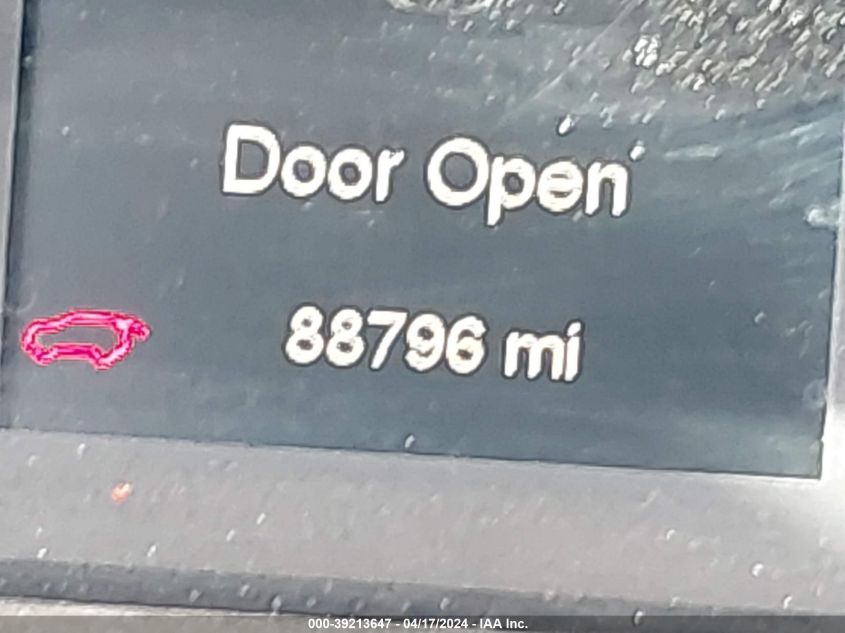 Door Open
88796 mi
000-39213647 - 04/17/2024 - IAA Inc.